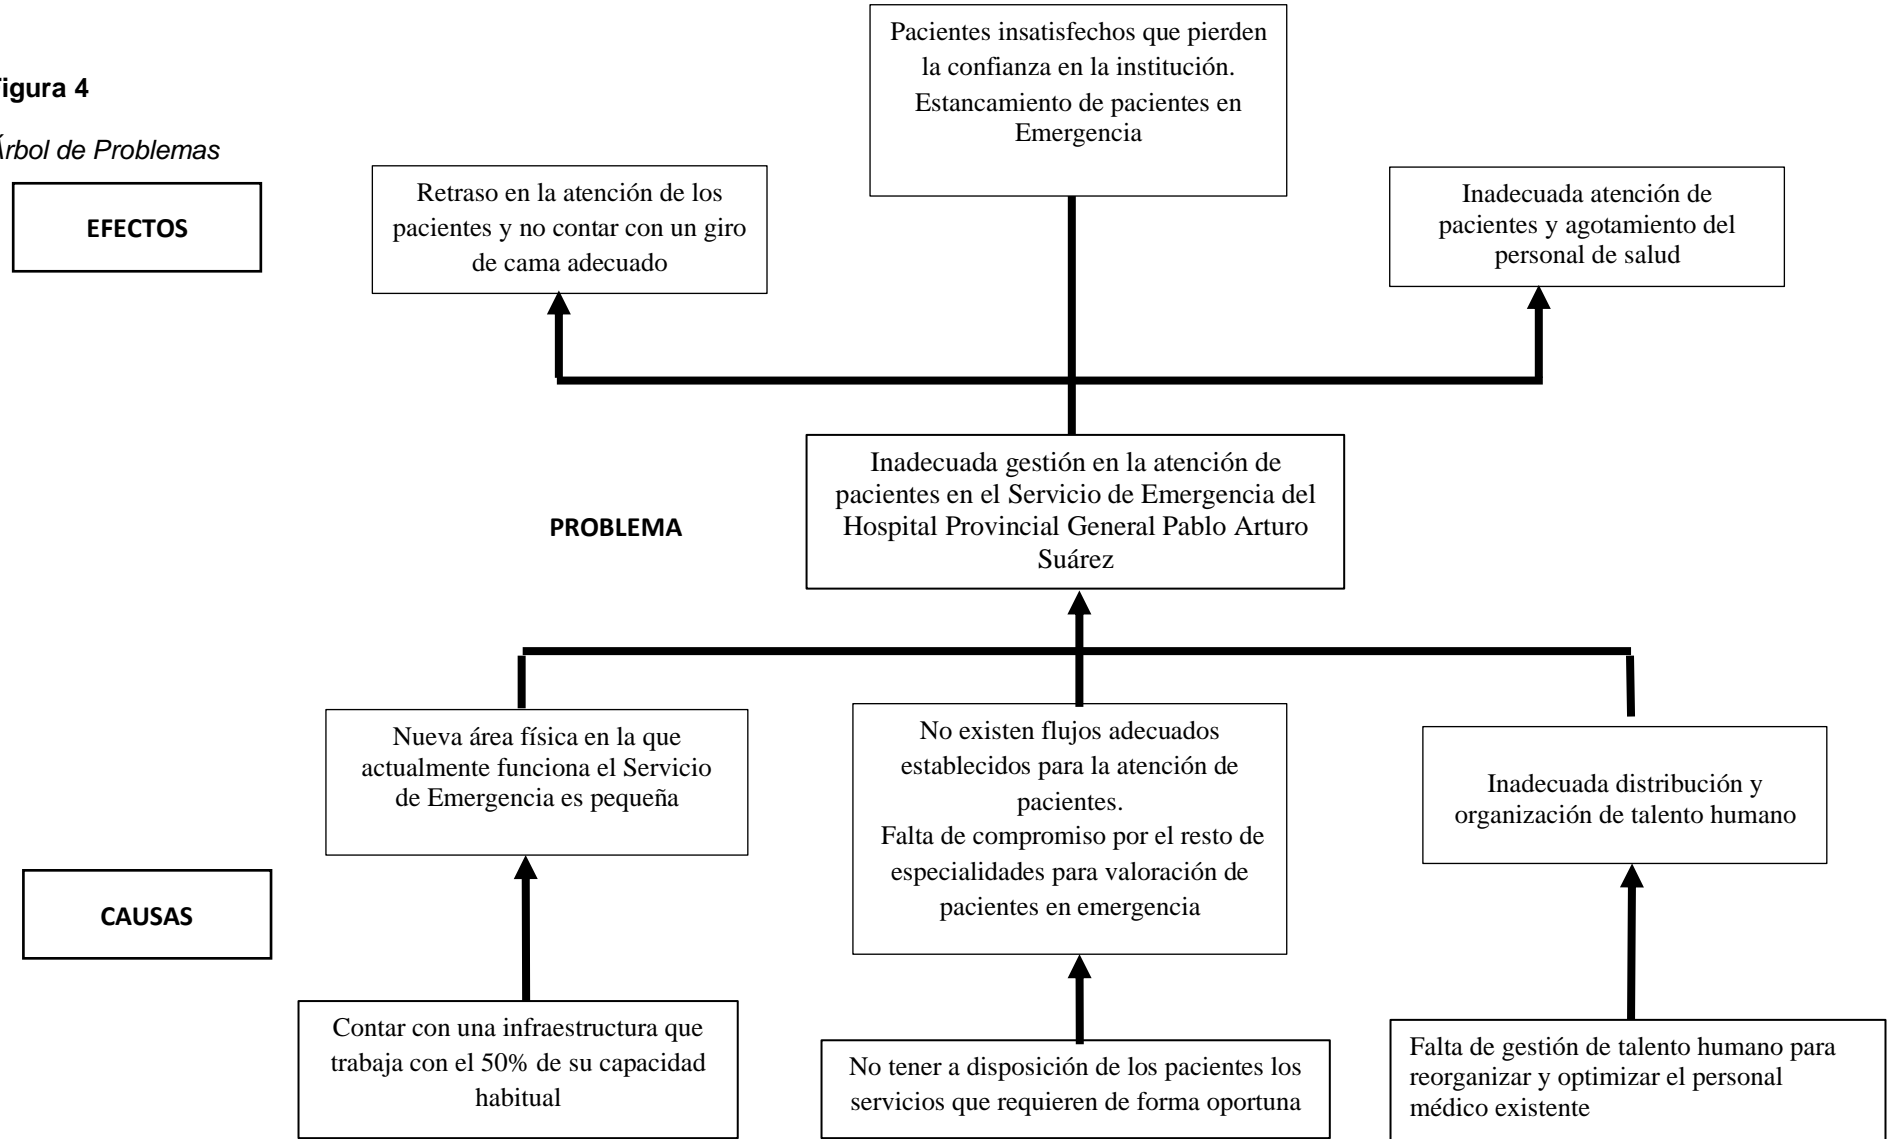 Figura 4
Árbol de Problemas
EFECTOS
Pacientes insatisfechos que pierden
la confianza en la institución.
Estancamiento de pacientes en
Emergencia
Retraso en la atención de los
pacientes y no contar con un giro
de cama adecuado
Inadecuada atención de
pacientes y agotamiento del
personal de salud
PROBLEMA
Inadecuada gestión en la atención de
pacientes en el Servicio de Emergencia del
Hospital Provincial General Pablo Arturo
Suárez
Nueva área física en la que
actualmente funciona el Servicio
de Emergencia es pequeña
No existen flujos adecuados
establecidos para la atención de
pacientes.
Falta de compromiso por el resto de
especialidades para valoración de
pacientes en emergencia
Inadecuada distribución y
organización de talento humano
CAUSAS
Contar con una infraestructura que
trabaja con el 50% de su capacidad
habitual
No tener a disposición de los pacientes los
servicios que requieren de forma oportuna
Falta de gestión de talento humano para
reorganizar y optimizar el personal
médico existente